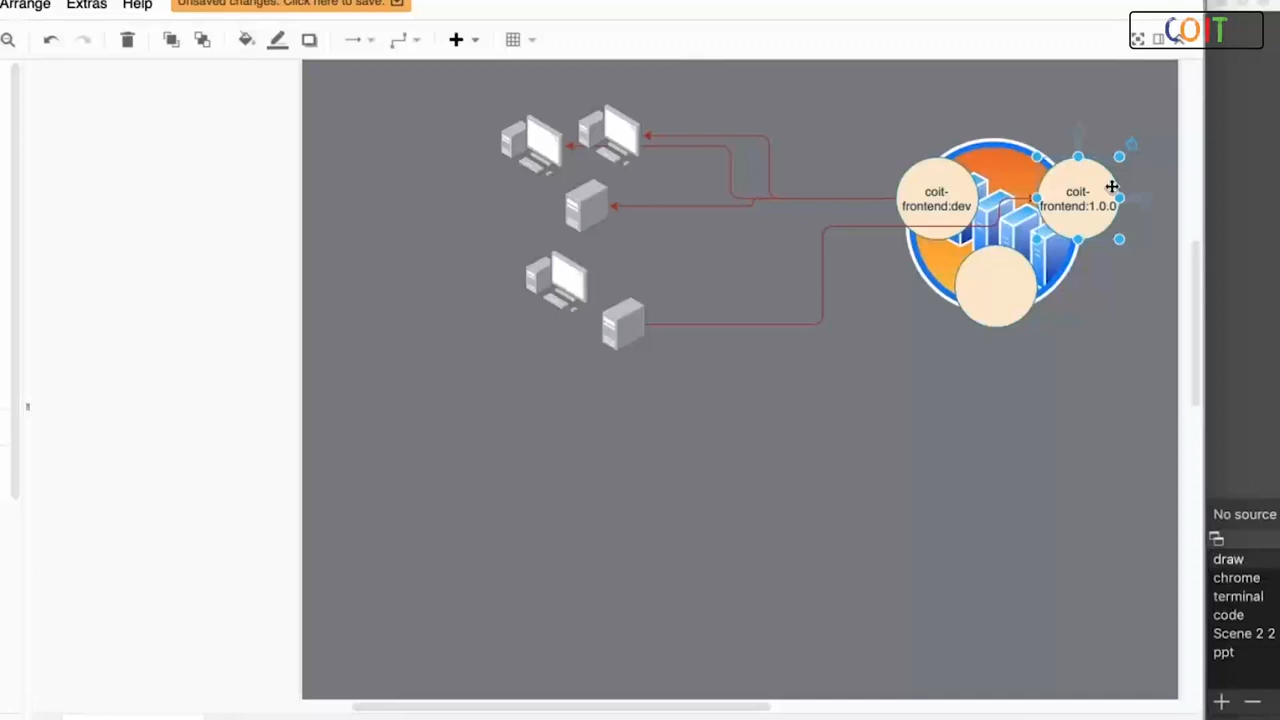 Arrange Extras Help Unsaved changes. Click here to save.
COIT
coit-
frontend:dev
coit-
frontend:1.0.0
No source
draw
chrome
terminal
code
Scene 2 2
ppt